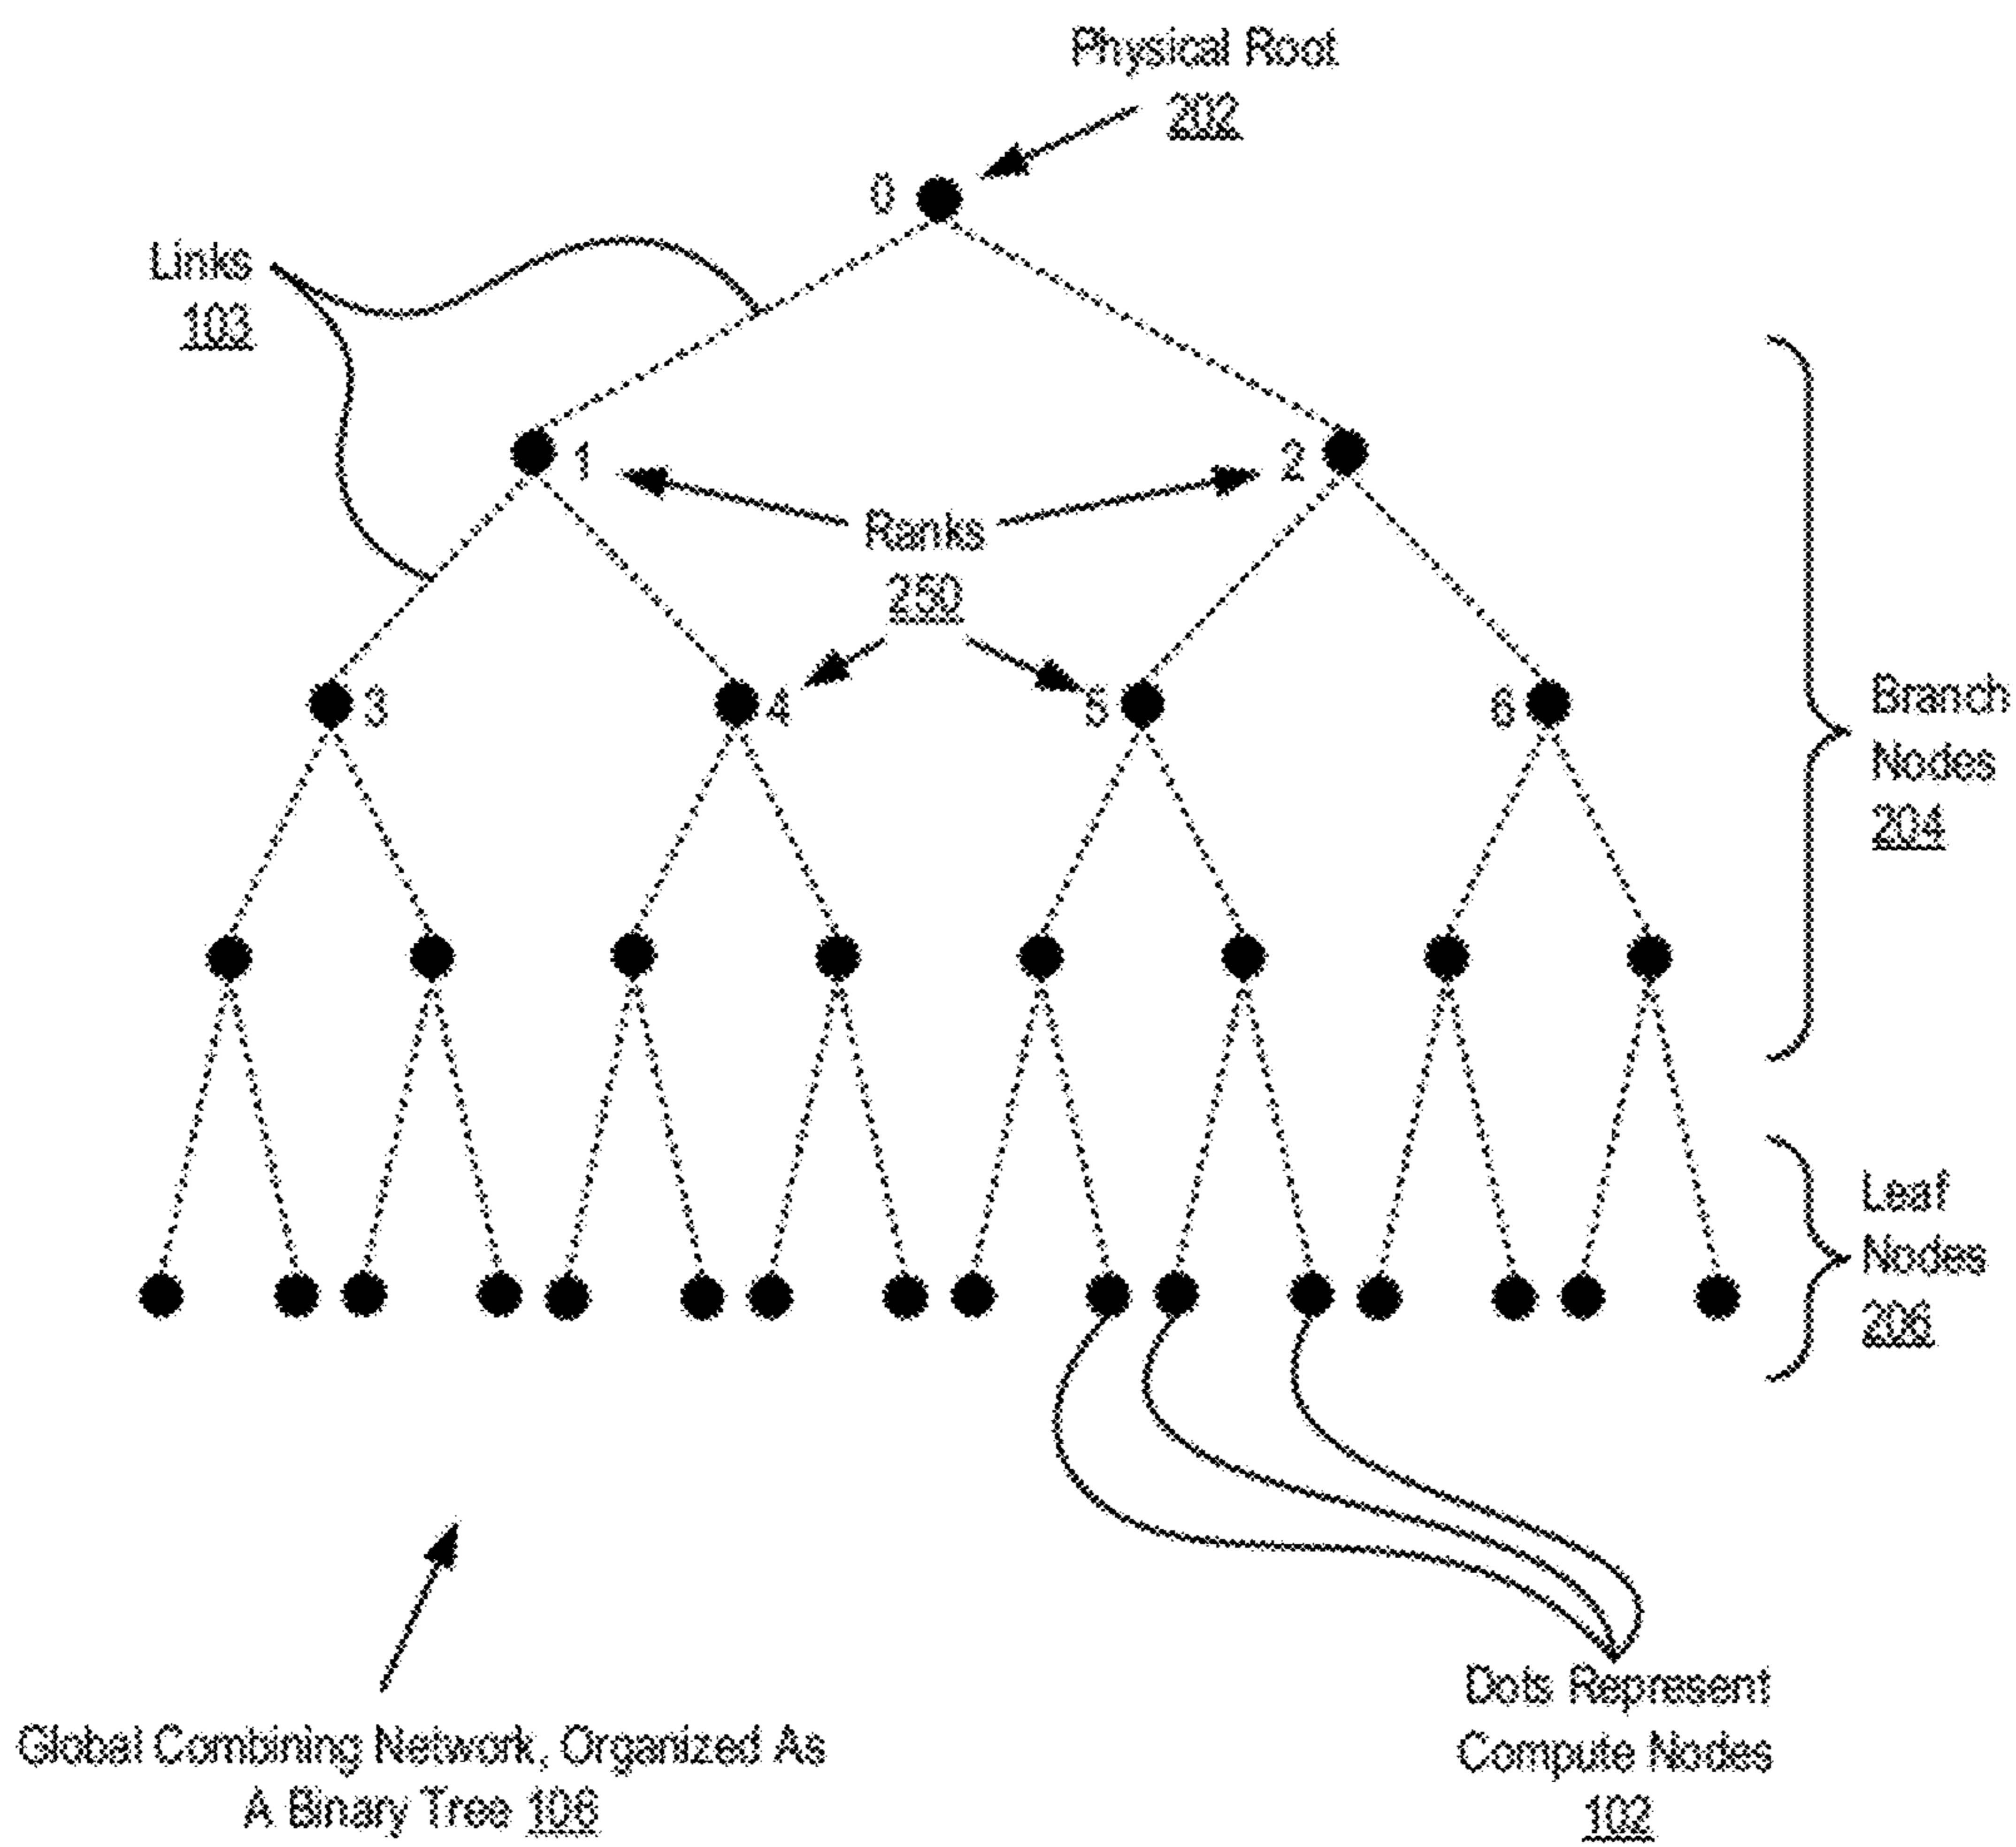 Physical Root
202
0
Links
103
1
2
Ranks
250
3
4
5
6
Branch
Nodes
204
Leaf
Nodes
206
Dots Represent
Compute Nodes
102
Global Combining Network, Organized As
A Binary Tree 106